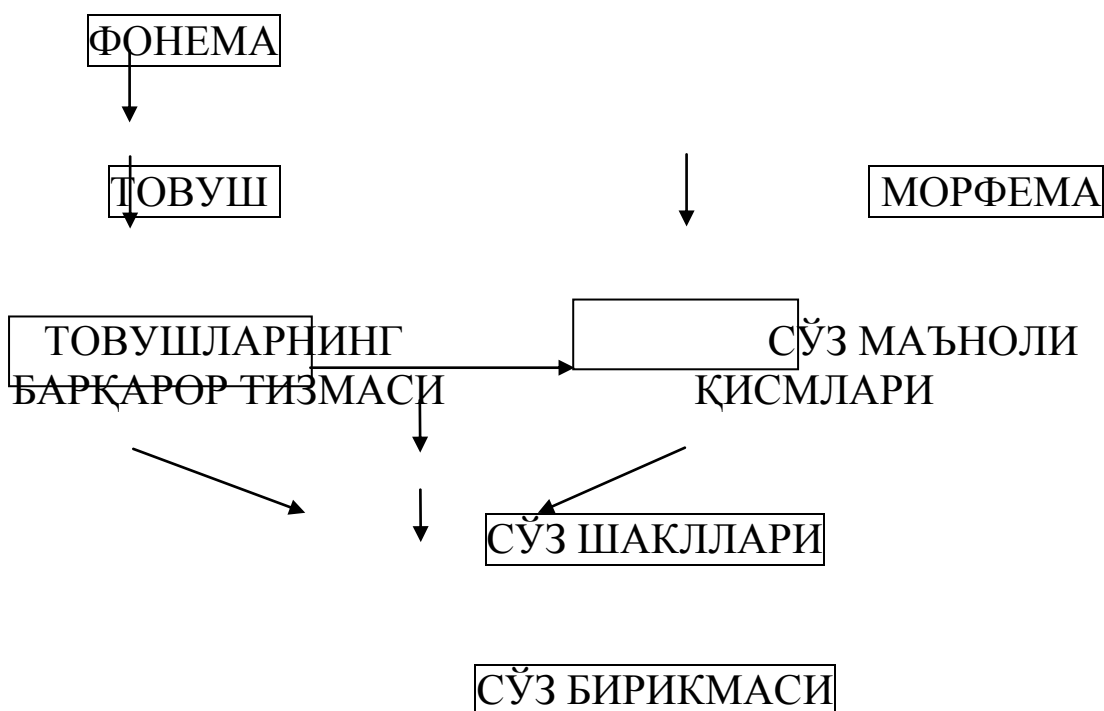 ФОНЕМА
ТОВУШ МОРФЕМА
ТОВУШЛАРНИНГ СЎЗ МАЪНОЛИ
БАРҚАРОР ТИЗМАСИ ҚИСМЛАРИ
СЎЗ ШАКЛЛАРИ
СЎЗ БИРИКМАСИ